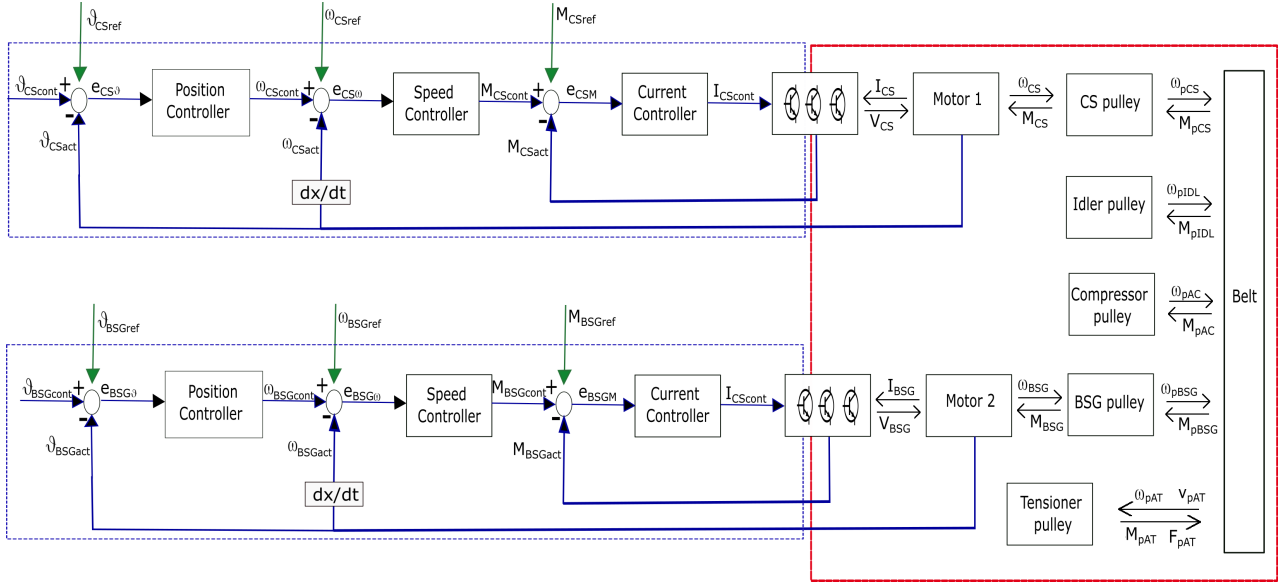 ϑCSref
ωCSref
MCSref
ϑCScont
+
eCSϑ
Position
Controller
ωCScont
+
eCSω
Speed
Controller
MCScont
+
eCSM
Current
Controller
ICScont
ICS
VCS
Motor 1
ωCS
MCS
CS pulley
ωpCS
MpCS
-
ϑCSact
-
ωCSact
-
MCSact
dx/dt
Idler pulley
ωpIDL
MpIDL
Compressor
pulley
ωpAC
MpAC
Belt
ϑBSGref
ωBSGref
MBSGref
ϑBSGcont
+
eBSGϑ
Position
Controller
ωBSGcont
+
eBSGω
Speed
Controller
MBSGcont
+
eBSGM
Current
Controller
ICScont
IBSG
VBSG
Motor 2
ωBSG
MBSG
BSG pulley
ωpBSG
MpBSG
-
ϑBSGact
-
ωBSGact
-
MBSGact
dx/dt
Tensioner
pulley
ωpAT
vpAT
MpAT
FpAT